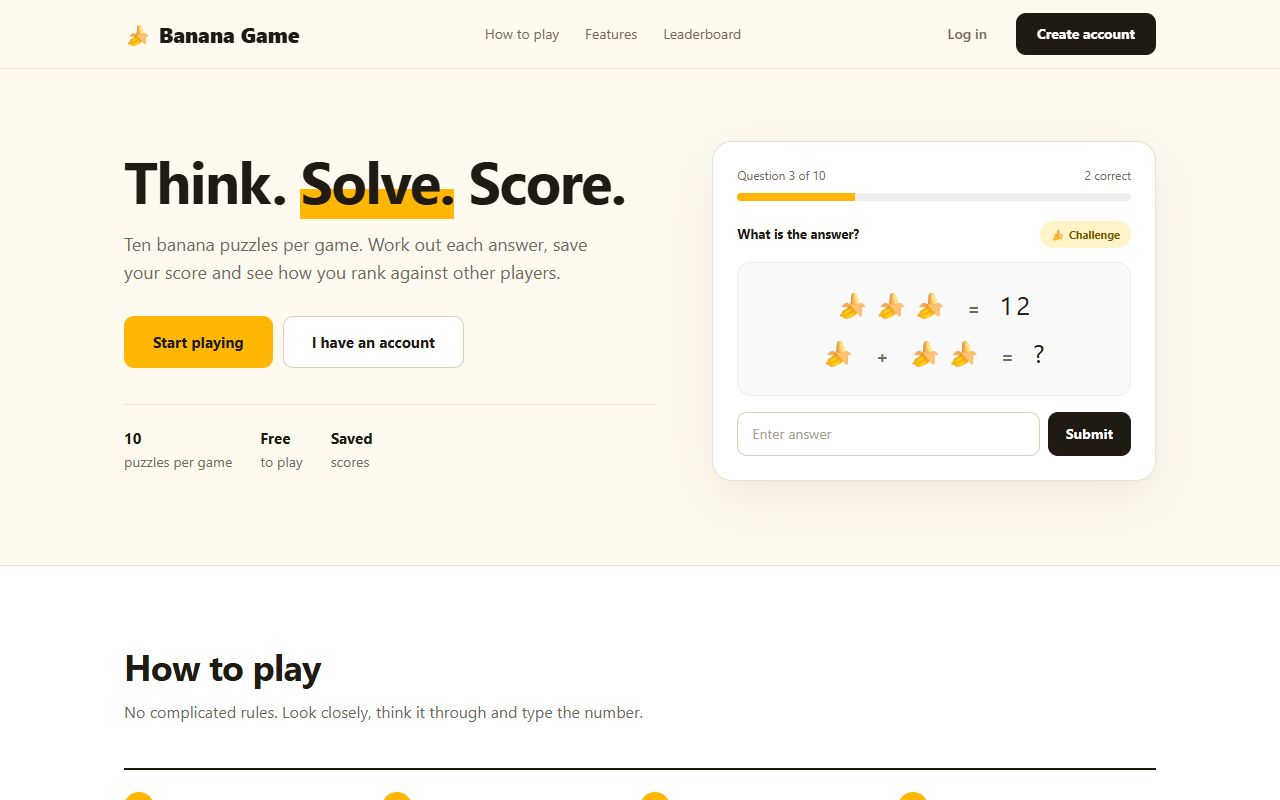 Banana Game
How to play
Features
Leaderboard
Log in
Create account
Think. Solve. Score.
Ten banana puzzles per game. Work out each answer, save
your score and see how you rank against other players.
Start playing
I have an account
10
puzzles per game
Free
to play
Saved
scores
Question 3 of 10
2 correct
What is the answer?
🍌 Challenge
🍌 🍌 🍌 = 12
🍌 + 🍌 🍌 = ?
Enter answer
Submit
How to play
No complicated rules. Look closely, think it through and type the number.